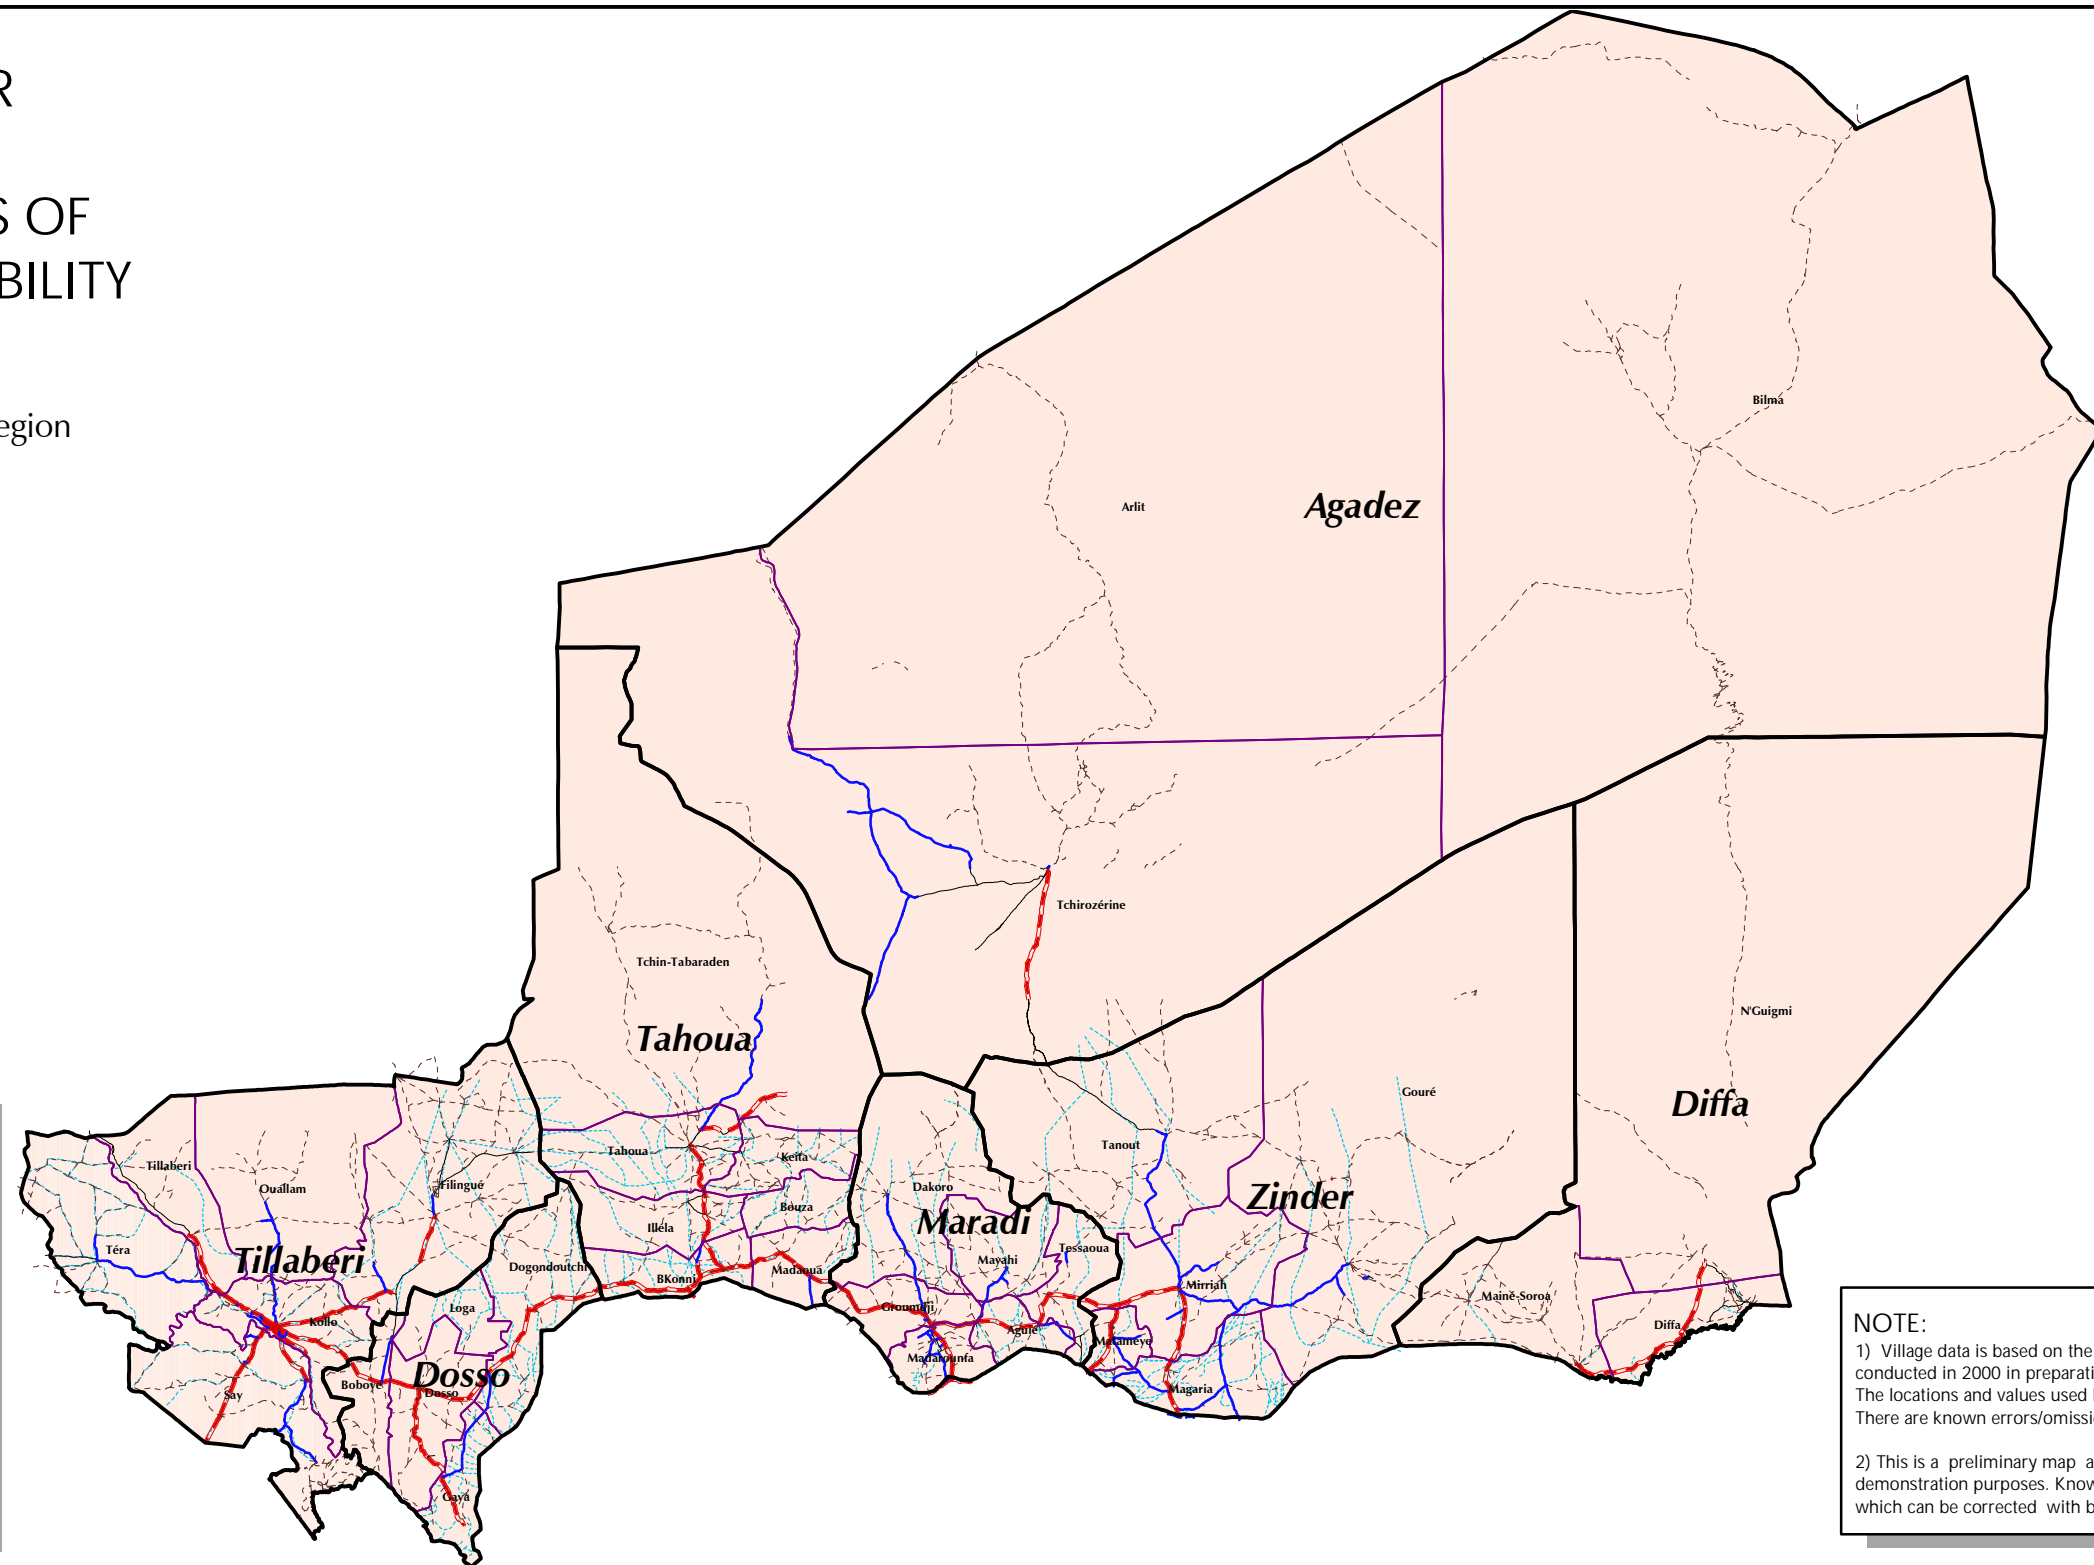 R
S OF
BILITY
egion
Bilma
Arlit
Agadez
Tchirozérine
Tchin-Tabaraden
N'Guigmi
Tahoua
Gouré
Diffa
Tanout
Tahoua
Keita
Tillaberi
Ouallam
Filingué
Dakoro
Zinder
Bouza
Maradi
Illéla
Téra
Tillaberi
Tessaoua
Mayahi
Dogondoutchi
BKonni
Madaoua
Mirriah
Mainé-Soroa
Loga
Groumdji
Kollo
Aguié
Diffa
Matameye
Madarounfa
Dosso
Boboye
Dosso
Say
Magaria
Gaya
NOTE:
1) Village data is based on the
conducted in 2000 in preparati
The locations and values used
There are known errors/omissi
2) This is a preliminary map a
demonstration purposes. Know
which can be corrected with b